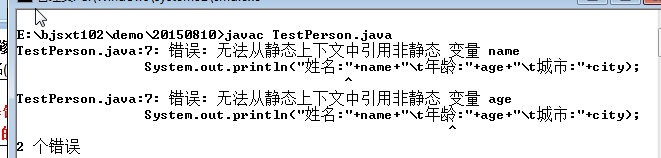 E:\bjsxt102\demo\20150810>javac TestPerson.java
TestPerson.java:7: 错误: 无法从静态上下文中引用非静态 变量 name
System.out.println("姓名:"+name+"\t年龄:"+age+"\t城市:"+city);
^
TestPerson.java:7: 错误: 无法从静态上下文中引用非静态 变量 age
System.out.println("姓名:"+name+"\t年龄:"+age+"\t城市:"+city);
^
2 个错误